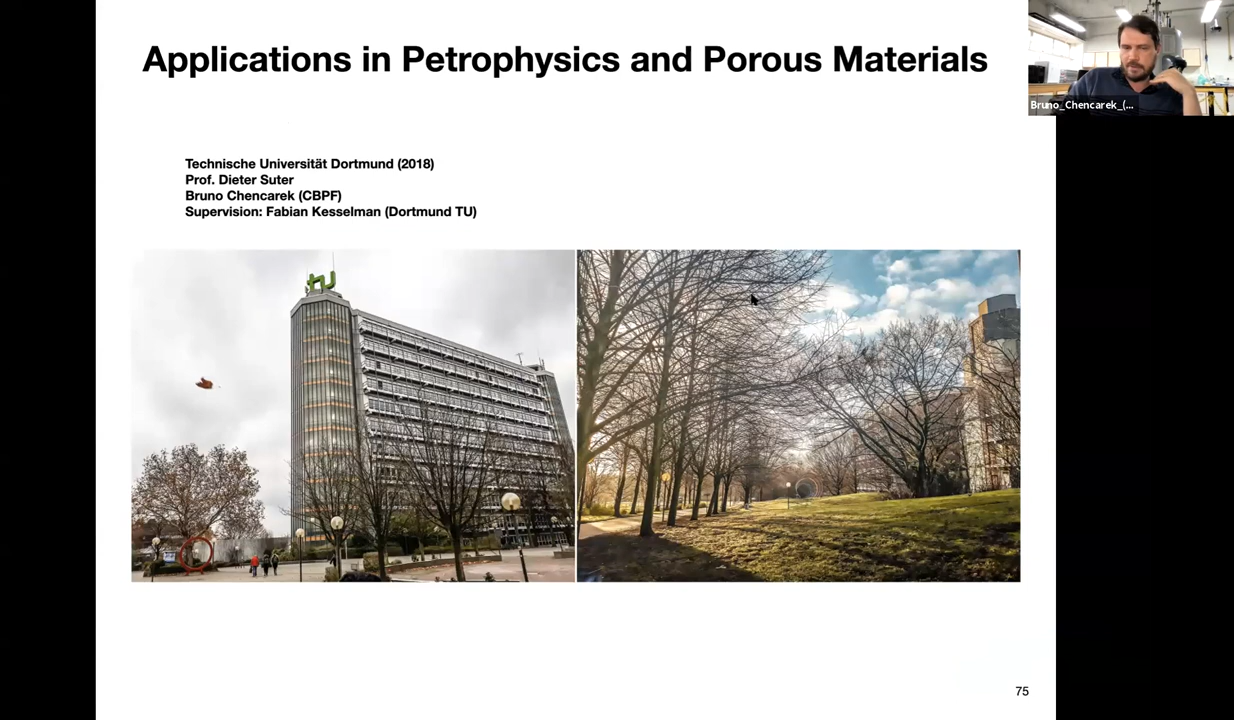 Applications in Petrophysics and Porous Materials
Bruno_Chencarek_(...
Technische Universität Dortmund (2018)
Prof. Dieter Suter
Bruno Chencarek (CBPF)
Supervision: Fabian Kesselman (Dortmund TU)
tu
75